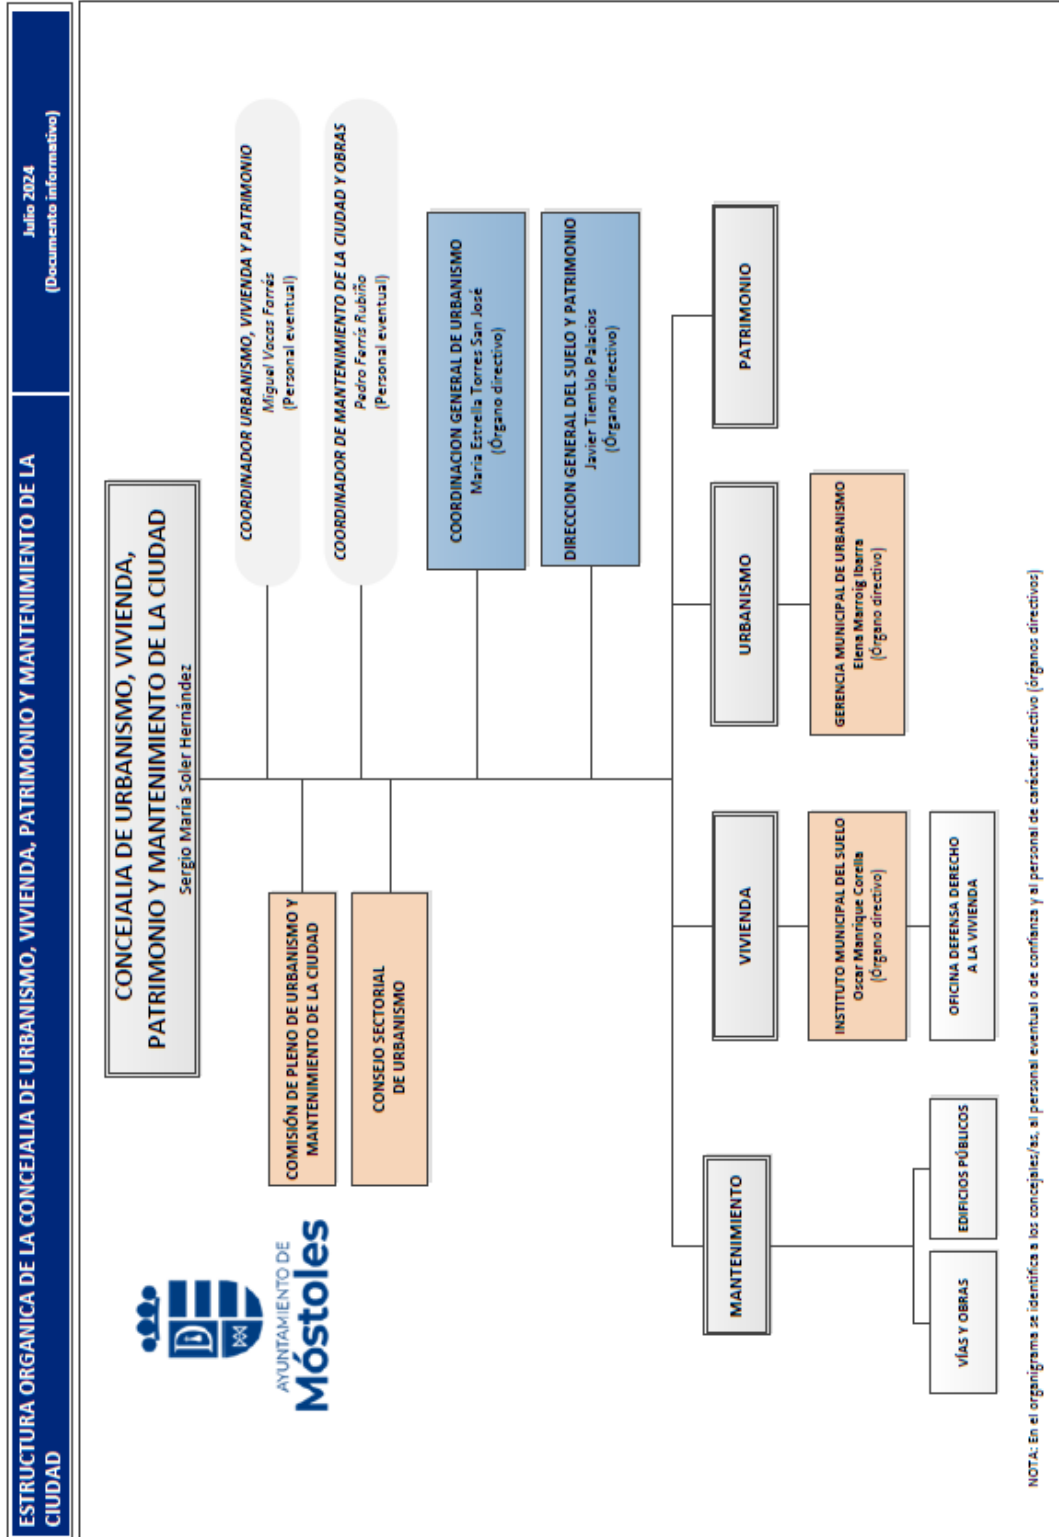 ESTRUCTURA ORGANICA DE LA CONCEJALIA DE URBANISMO, VIVIENDA, PATRIMONIO Y MANTENIMIENTO DE LA
CIUDAD
Julio 2024
(Documento informativo)
AYUNTAMIENTO DE
Móstoles
CONCEJALIA DE URBANISMO, VIVIENDA,
PATRIMONIO Y MANTENIMIENTO DE LA CIUDAD
Sergio María Soler Hernández
COMISIÓN DE PLENO DE URBANISMO Y
MANTENIMIENTO DE LA CIUDAD
CONSEJO SECTORIAL
DE URBANISMO
COORDINADOR URBANISMO, VIVIENDA Y PATRIMONIO
Miguel Vacas Farrés
(Personal eventual)
COORDINADOR DE MANTENIMIENTO DE LA CIUDAD Y OBRAS
Pedro Ferrís Rubiño
(Personal eventual)
COORDINACION GENERAL DE URBANISMO
Maria Estrella Torres San José
(Órgano directivo)
DIRECCION GENERAL DEL SUELO Y PATRIMONIO
Javier Tiemblo Palacios
(Órgano directivo)
MANTENIMIENTO
VIVIENDA
URBANISMO
PATRIMONIO
INSTITUTO MUNICIPAL DEL SUELO
Oscar Manrique Corella
(Órgano directivo)
GERENCIA MUNICIPAL DE URBANISMO
Elena Marroig Ibarra
(Órgano directivo)
VÍAS Y OBRAS
EDIFICIOS PÚBLICOS
OFICINA DEFENSA DERECHO
A LA VIVIENDA
NOTA: En el organigrama se identifica a los concejales/as, al personal eventual o de confianza y al personal de carácter directivo (órganos directivos)